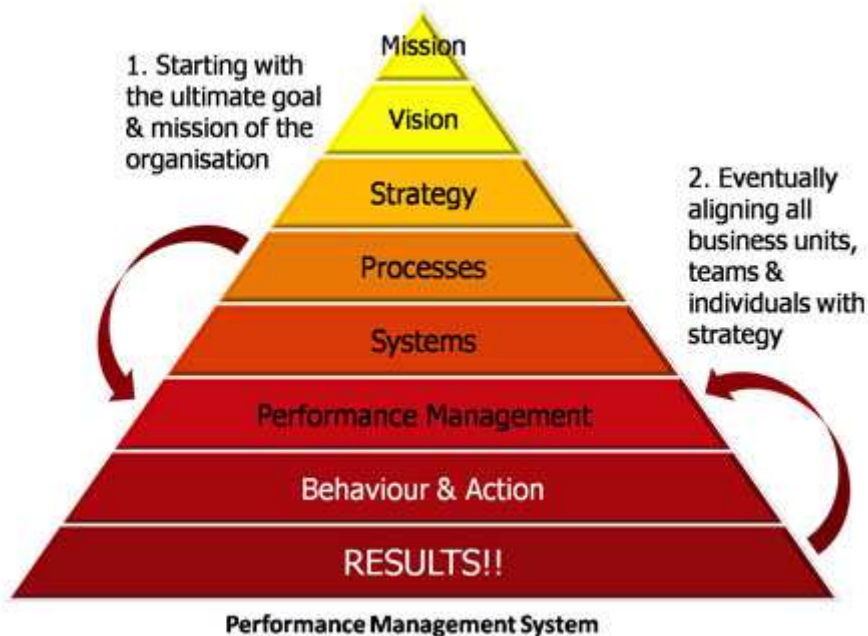 Mission
1. Starting with
the ultimate goal
& mission of the
organisation
Vision
Strategy
2. Eventually
aligning all
business units,
teams &
individuals with
strategy
Processes
Systems
Performance Management
Behaviour & Action
RESULTS!!
Performance Management System